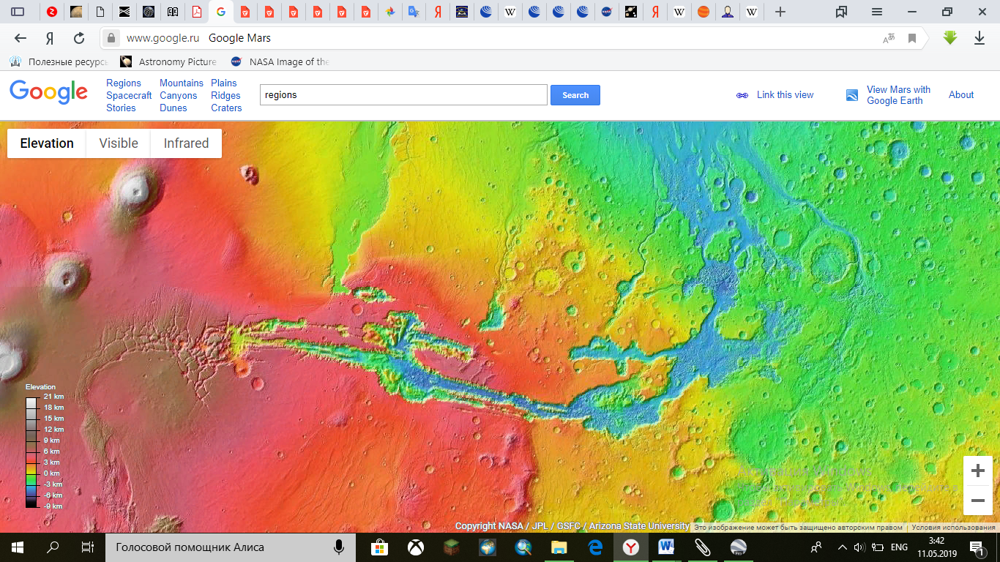 www.google.ru Google Mars
Полезные ресурс
Astronomy Picture
NASA Image of the
Google
Regions Mountains Plains
Spacecraft Canyons Ridges
Stories Dunes Craters
regions
Search
Link this view
View Mars with
Google Earth
About
Elevation Visible Infrared
Elevation
21 km
18 km
15 km
12 km
9 km
6 km
3 km
0 km
-3 km
-6 km
-9 km
Copyright NASA / JPL / GSFC / Arizona State University
Это изображение может быть защищено авторским правом
Условия использования
Голосовой помощник Алиса
ENG
3:42
11.05.2019
1